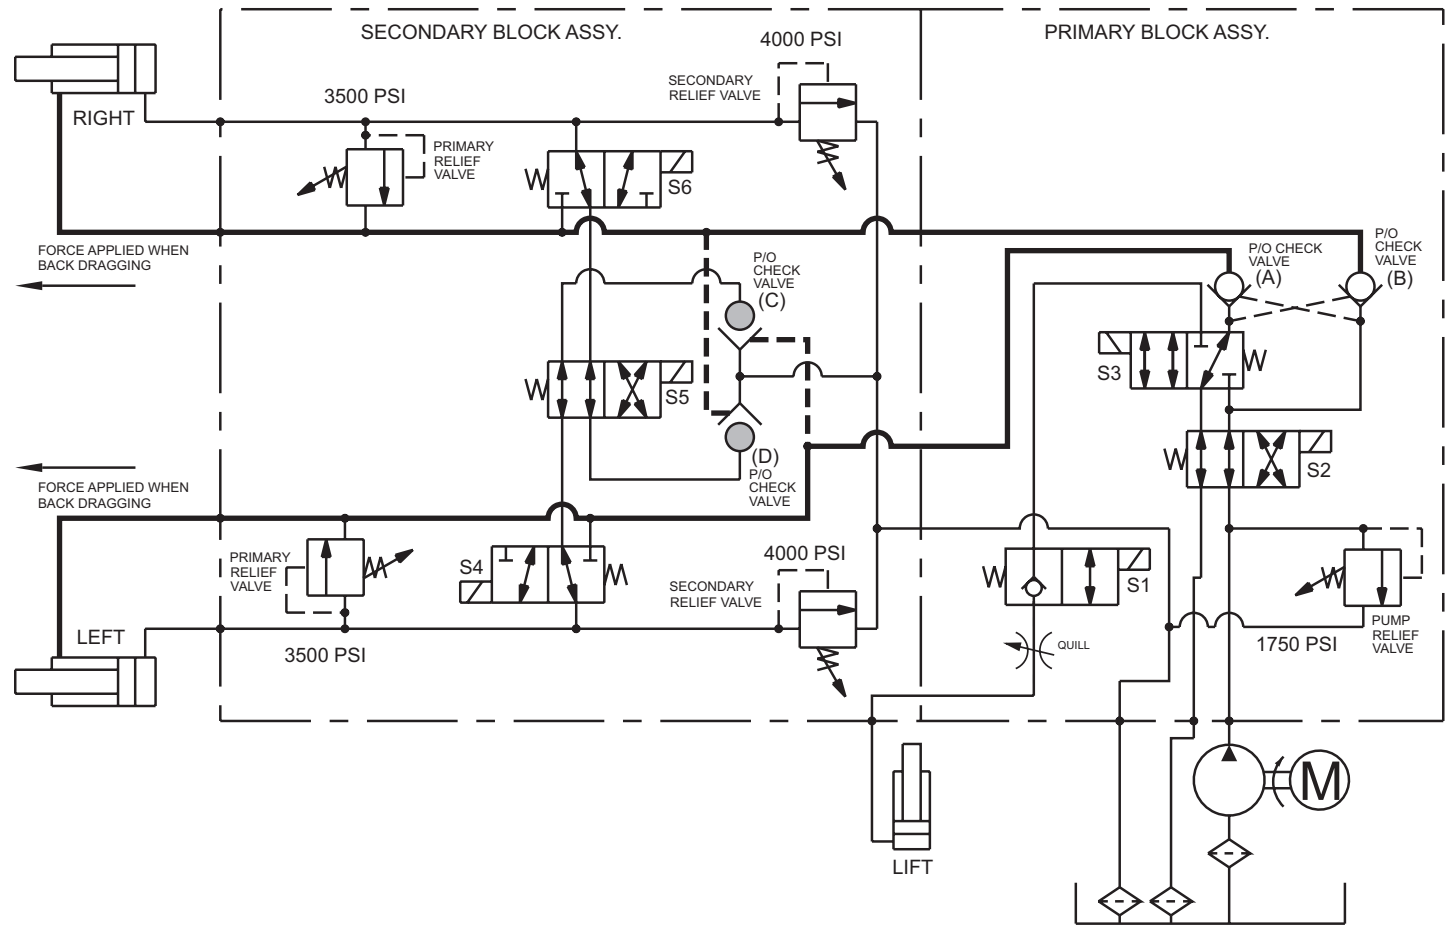 SECONDARY BLOCK ASSY.
PRIMARY BLOCK ASSY.
4000 PSI
SECONDARY
RELIEF VALVE
3500 PSI
RIGHT
PRIMARY
RELIEF
VALVE
S6
FORCE APPLIED WHEN
BACK DRAGGING
P/O
CHECK
VALVE
(C)
P/O CHECK
VALVE
(A)
P/O
CHECK
VALVE
(B)
S3
S5
(D)
P/O
CHECK
VALVE
S2
FORCE APPLIED WHEN
BACK DRAGGING
PRIMARY
RELIEF
VALVE
S4
4000 PSI
SECONDARY
RELIEF VALVE
S1
LEFT
3500 PSI
QUILL
1750 PSI
PUMP
RELIEF
VALVE
M
LIFT